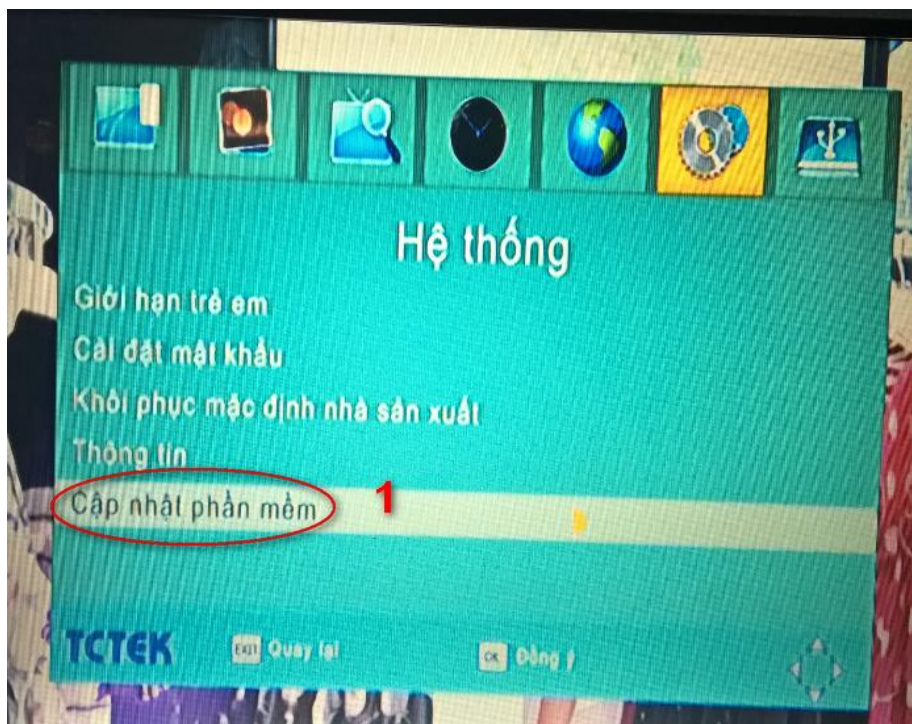 Hệ thống
Giới hạn trẻ em
Cài đặt mật khẩu
Khôi phục mặc định nhà sản xuất
Thông tin
Cập nhật phần mềm 1
TCTEK EXIT Quay lại OK Đồng ý